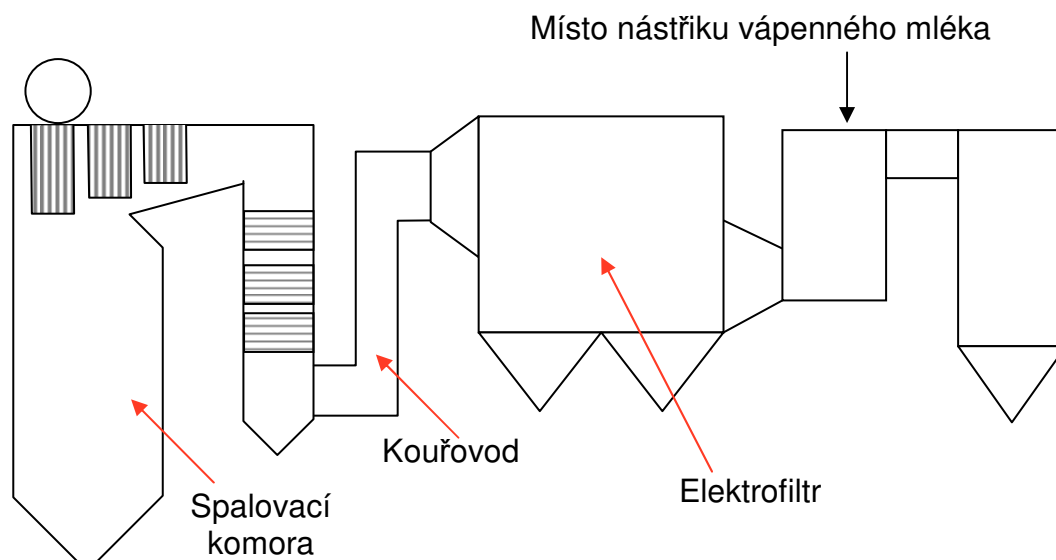 Místo nástřiku vápenného mléka
Kouřovod
Elektrofiltr
Spalovací
komora